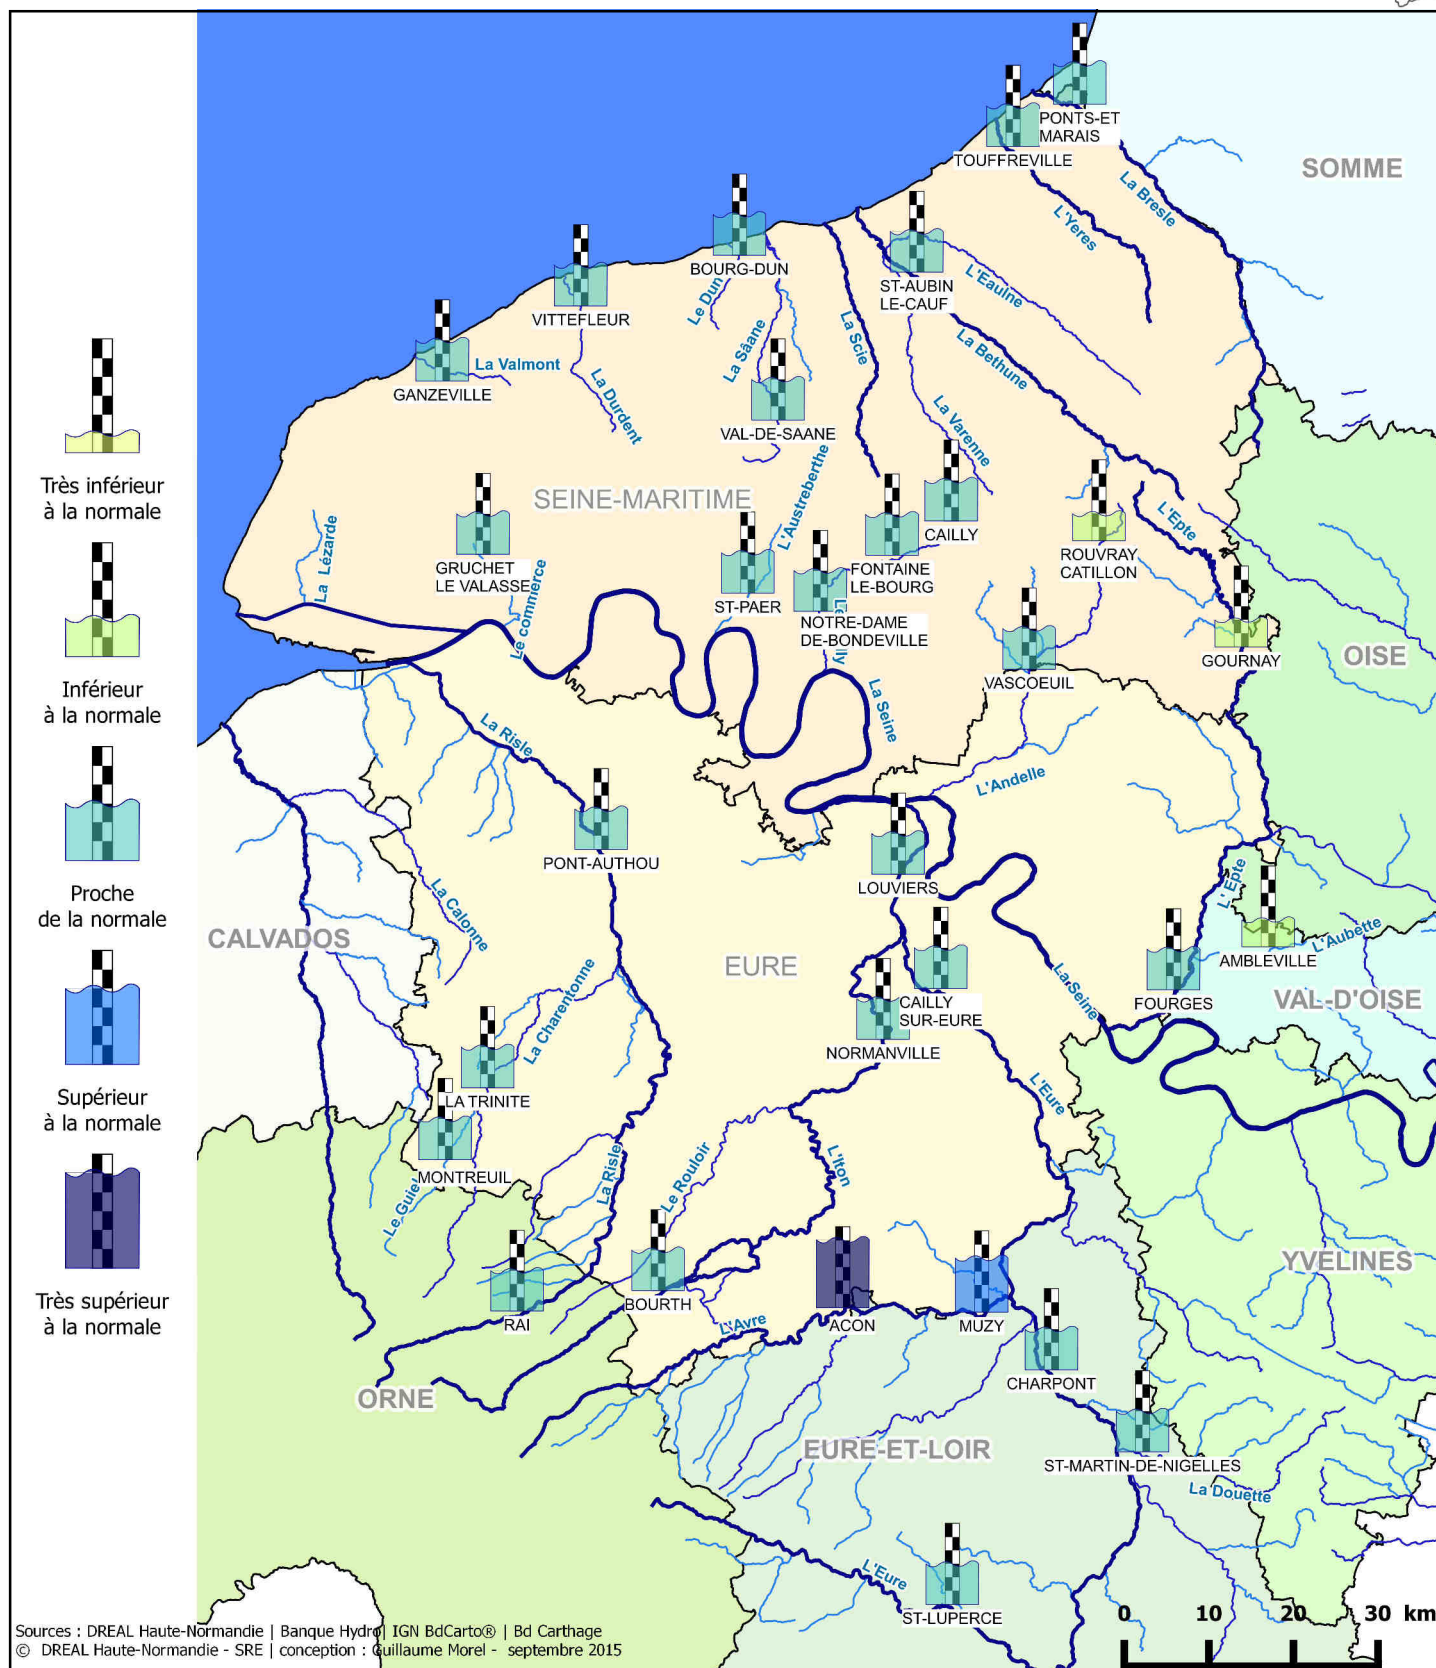 Très inférieur
à la normale
Inférieur
à la normale
Proche
de la normale
Supérieur
à la normale
Très supérieur
à la normale
PONTS-ET
MARAIS
TOUFFREVILLE
SOMME
La Bresle
L'Yeres
BOURG-DUN
ST-AUBIN
LE-CAUF
L'Eaulne
VITTEFLEUR
Le Dun
La Sâane
La Scie
La Bethune
GANZEVILLE
La Valmont
La Durdent
VAL-DE-SAANE
La Varenne
L'Austreberthe
SEINE-MARITIME
CAILLY
L'Epte
La Lézarde
GRUCHET
LE VALASSE
Le commerce
ST-PAER
FONTAINE
LE-BOURG
ROUVRAY
CATILLON
NOTRE-DAME
DE-BONDEVILLE
GOURNAY
OISE
VASCOEUIL
La Seine
La Risle
L'Andelle
PONT-AUTHOU
LOUVIERS
L'Epte
La Calonne
CALVADOS
EURE
AMBLEVILLE
L'Aubette
CAILLY
SUR-EURE
FOURGES
VAL-D'OISE
La Seine
La Charentonne
NORMANVILLE
LA TRINITE
L'Eure
MONTREUIL
Le Guiel
La Risle
Le Rouloir
L'Iton
YVELINES
RAI
BOURTH
L'Avre
ACON
MUZY
CHARPONT
ORNE
EURE-ET-LOIR
ST-MARTIN-DE-NIGELLES
La Douette
L'Eure
ST-LUPERCE
0 10 20 30 km
Sources : DREAL Haute-Normandie | Banque Hydro| IGN BdCarto® | Bd Carthage
© DREAL Haute-Normandie - SRE | conception : Guillaume Morel - septembre 2015